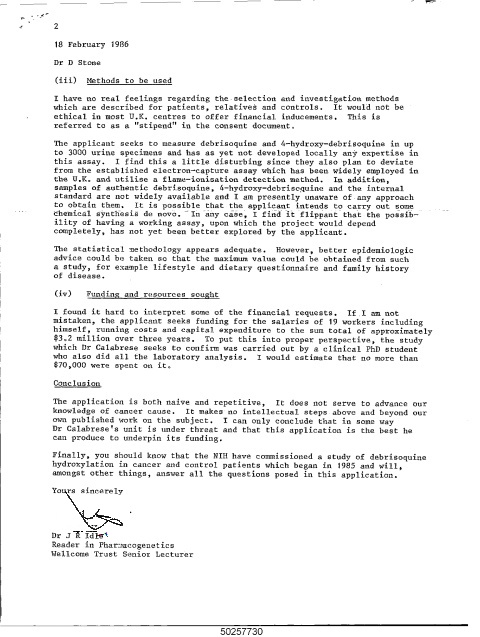 2
18 February 1986
Dr D Stone
(iii) Methods to be used
I have no real feelings regarding the selection and investigation methods
which are described for patients, relatives and controls. It would not be
ethical in most U.K. centres to offer financial inducements. This is
referred to as a "stipend" in the consent document.
The applicant seeks to measure debrisoquine and 4-hydroxy-debrisoquine in up
to 3000 urine specimens and has as yet not developed locally any expertise in
this assay. I find this a little disturbing since they also plan to deviate
from the established electron-capture assay which has been widely employed in
the U.K. and utilise a flame-ionisation detection method. In addition,
samples of authentic debrisoquine, 4-hydroxy-debrisoquine and the internal
standard are not widely available and I am presently unaware of any approach
to obtain them. It is possible that the applicant intends to carry out some
chemical synthesis de novo. In any case, I find it flippant that the possib-
ility of having a working assay, upon which the project would depend
completely, has not yet been better explored by the applicant.
The statistical methodology appears adequate. However, better epidemiologic
advice could be taken so that the maximum value could be obtained from such
a study, for example lifestyle and dietary questionnaire and family history
of disease.
(iv) Funding and resources sought
I found it hard to interpret some of the financial requests. If I am not
mistaken, the applicant seeks funding for the salaries of 19 workers including
himself, running costs and capital expenditure to the sum total of approximately
$3.2 million over three years. To put this into proper perspective, the study
which Dr Calabrese seeks to confirm was carried out by a clinical PhD student
who also did all the laboratory analysis. I would estimate that no more than
$70,000 were spent on it.
Conclusion
The application is both naive and repetitive. It does not serve to advance our
knowledge of cancer cause. It makes no intellectual steps above and beyond our
own published work on the subject. I can only conclude that in some way
Dr Calabrese's unit is under threat and that this application is the best he
can produce to underpin its funding.
Finally, you should know that the NIH have commissioned a study of debrisoquine
hydroxylation in cancer and control patients which began in 1985 and will,
amongst other things, answer all the questions posed in this application.
Yours sincerely
Dr J R Idle
Reader in Pharmacogenetics
Wellcome Trust Senior Lecturer
50257730